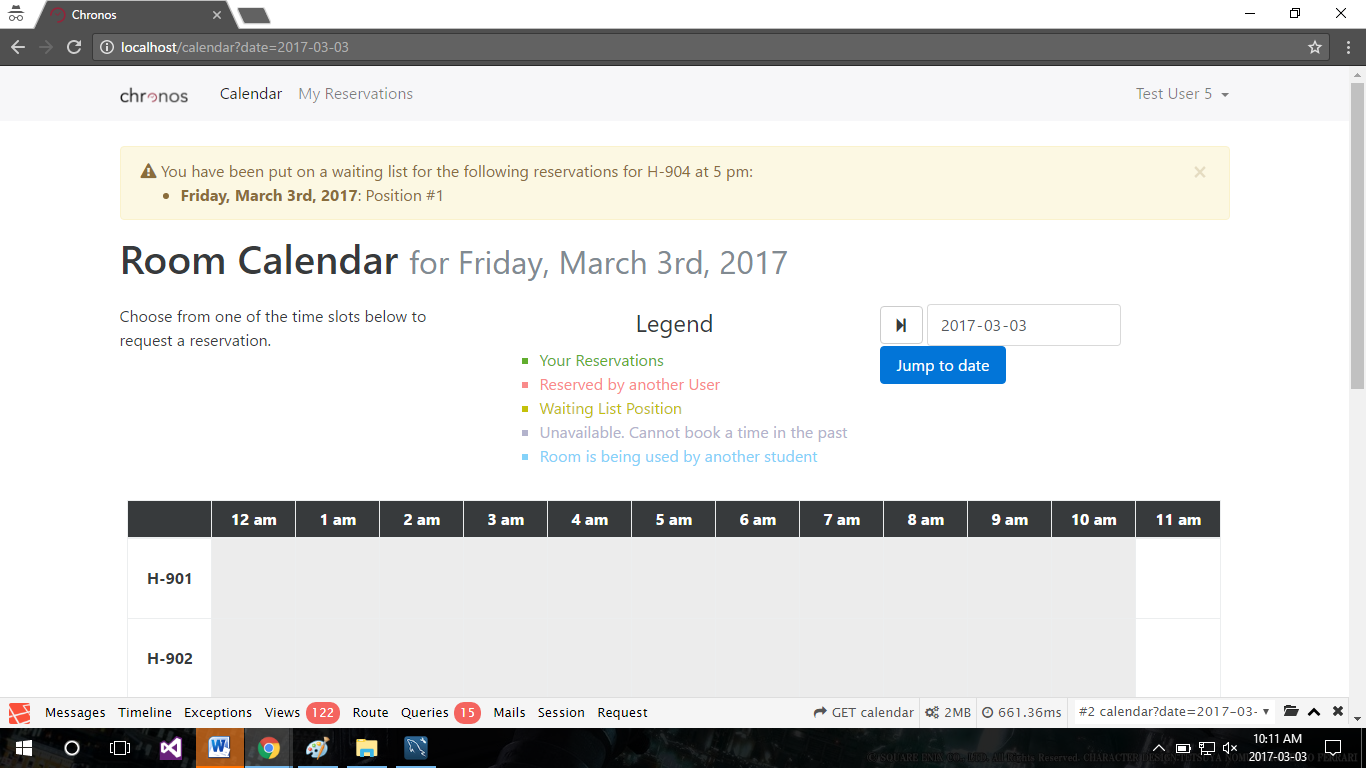 Chronos
localhost/calendar?date=2017-03-03
chronos Calendar My Reservations Test User 5
You have been put on a waiting list for the following reservations for H-904 at 5 pm: ×
• Friday, March 3rd, 2017: Position #1
Room Calendar for Friday, March 3rd, 2017
Choose from one of the time slots below to
request a reservation.
Legend
Your Reservations
Reserved by another User
Waiting List Position
Unavailable. Cannot book a time in the past
Room is being used by another student
2017-03-03
Jump to date
12 am 1 am 2 am 3 am 4 am 5 am 6 am 7 am 8 am 9 am 10 am 11 am
H-901
H-902
Messages Timeline Exceptions Views 122 Route Queries 15 Mails Session Request GET calendar 2MB 661.36ms #2 calendar?date=2017-03-
10:11 AM
2017-03-03